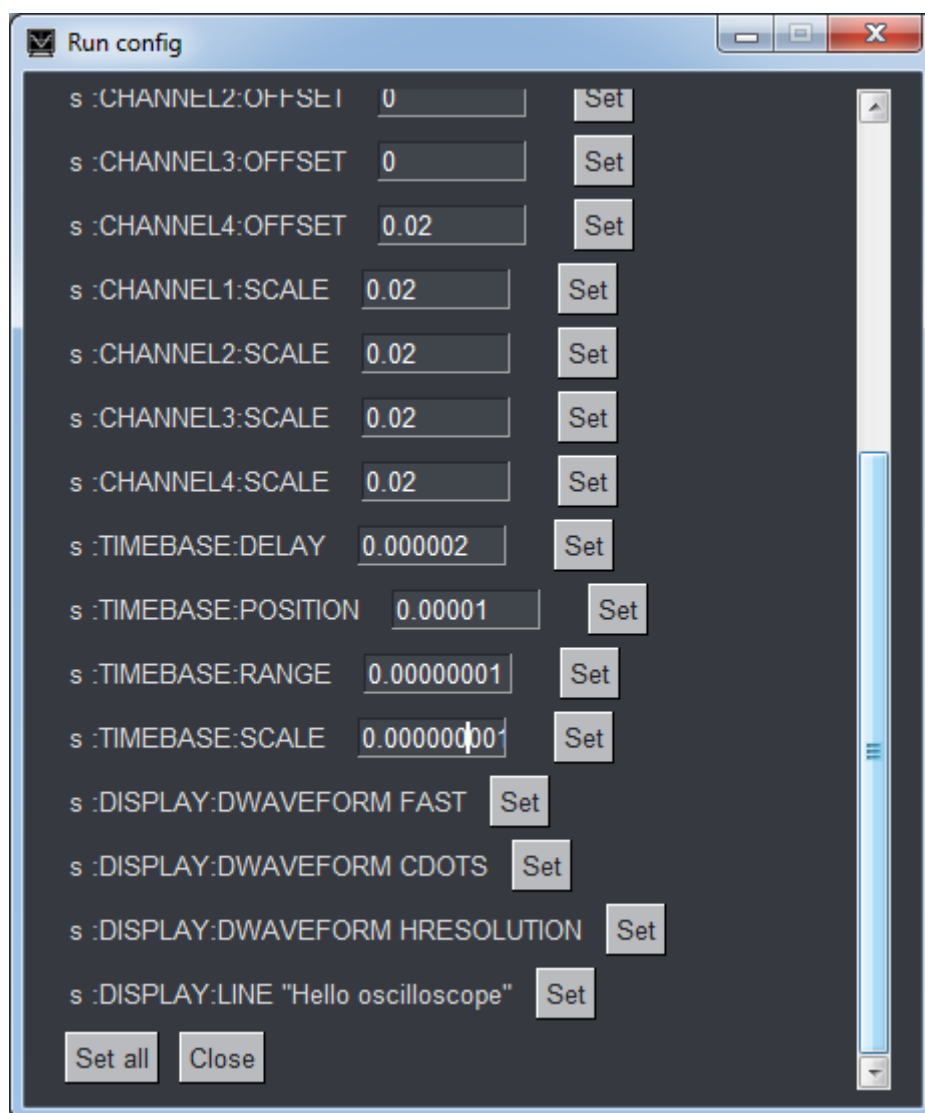 Run config
s :CHANNEL2:OFFSET 0 Set
s :CHANNEL3:OFFSET 0 Set
s :CHANNEL4:OFFSET 0.02 Set
s :CHANNEL1:SCALE 0.02 Set
s :CHANNEL2:SCALE 0.02 Set
s :CHANNEL3:SCALE 0.02 Set
s :CHANNEL4:SCALE 0.02 Set
s :TIMEBASE:DELAY 0.000002 Set
s :TIMEBASE:POSITION 0.00001 Set
s :TIMEBASE:RANGE 0.00000001 Set
s :TIMEBASE:SCALE 0.000000001 Set
s :DISPLAY:DWAVEFORM FAST Set
s :DISPLAY:DWAVEFORM CDOTS Set
s :DISPLAY:DWAVEFORM HRESOLUTION Set
s :DISPLAY:LINE "Hello oscilloscope" Set
Set all Close